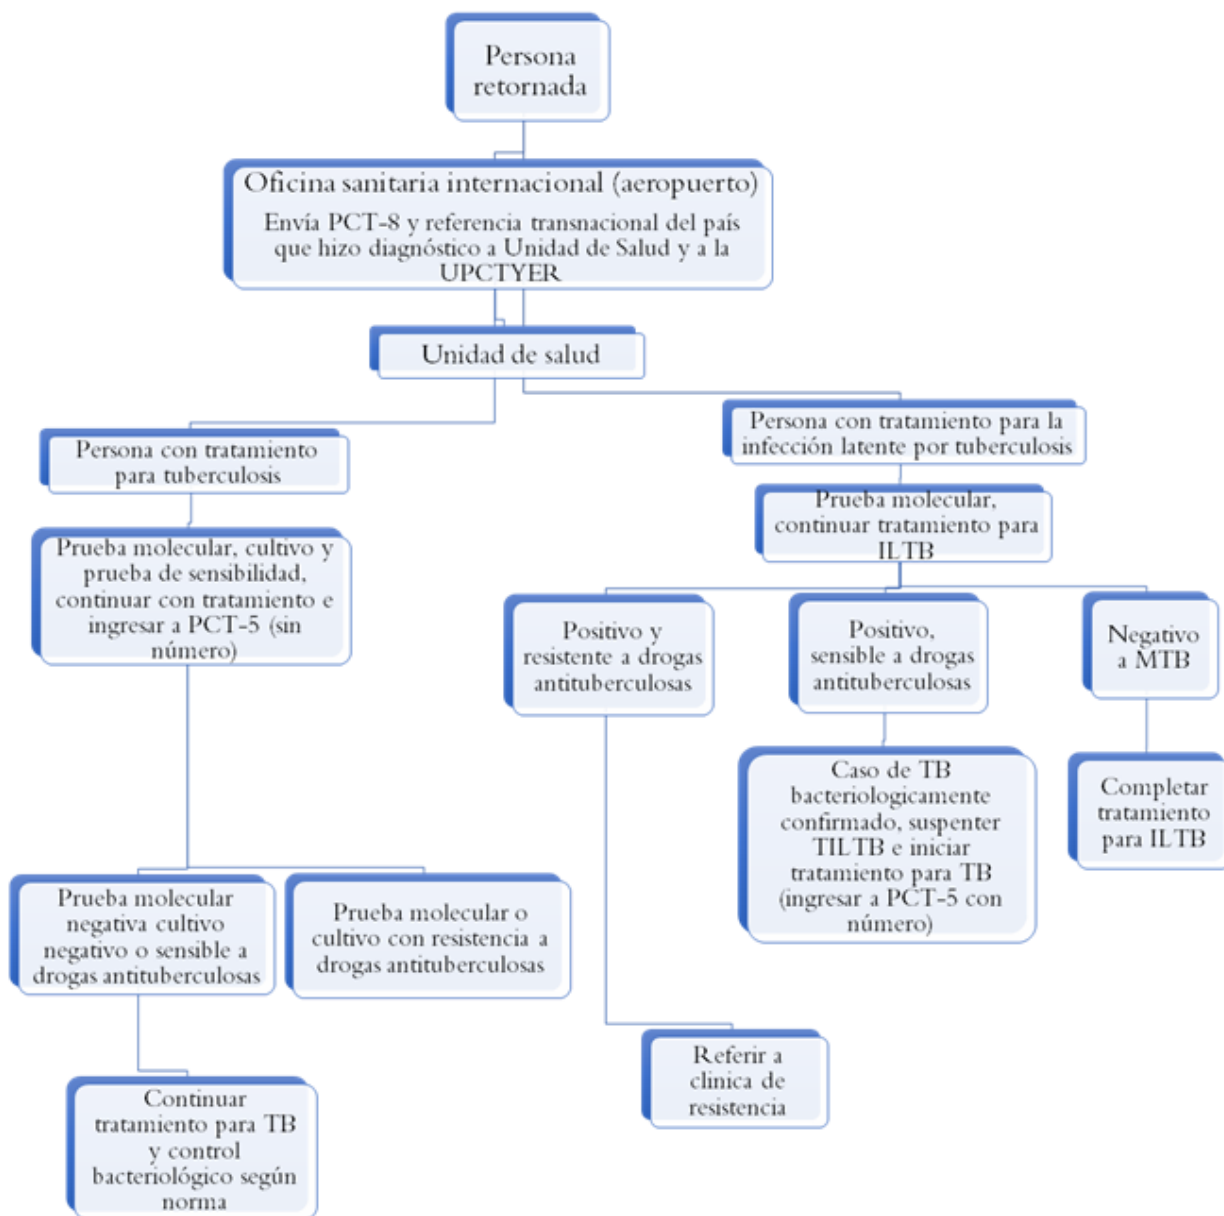 Persona
retornada
Oficina sanitaria internacional (aeropuerto)
Envía PCT-8 y referencia transnacional del país
que hizo diagnóstico a Unidad de Salud y a la
UPCTYER
Unidad de salud
Persona con tratamiento
para tuberculosis
Prueba molecular, cultivo y
prueba de sensibilidad,
continuar con tratamiento e
ingresar a PCT-5 (sin
número)
Prueba molecular
negativa cultivo
negativo o sensible a
drogas antituberculosas
Continuar
tratamiento para TB
y control
bacteriológico según
norma
Prueba molecular o
cultivo con resistencia a
drogas antituberculosas
Persona con tratamiento para la
infección latente por tuberculosis
Prueba molecular,
continuar tratamiento para
ILTB
Positivo y
resistente a drogas
antituberculosas
Referir a
clinica de
resistencia
Positivo,
sensible a drogas
antituberculosas
Caso de TB
bacteriologicamente
confirmado, suspenter
TILTB e iniciar
tratamiento para TB
(ingresar a PCT-5 con
número)
Negativo
a MTB
Completar
tratamiento
para ILTB